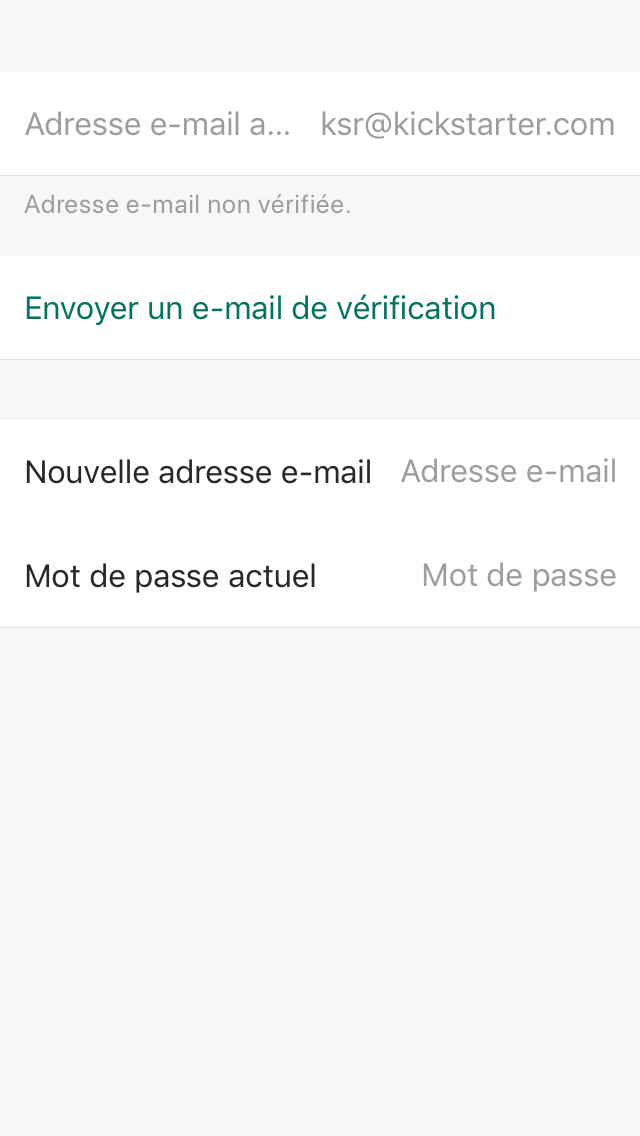 Adresse e-mail a... ksr@kickstarter.com
Adresse e-mail non vérifiée.
Envoyer un e-mail de vérification
Nouvelle adresse e-mail Adresse e-mail
Mot de passe actuel Mot de passe